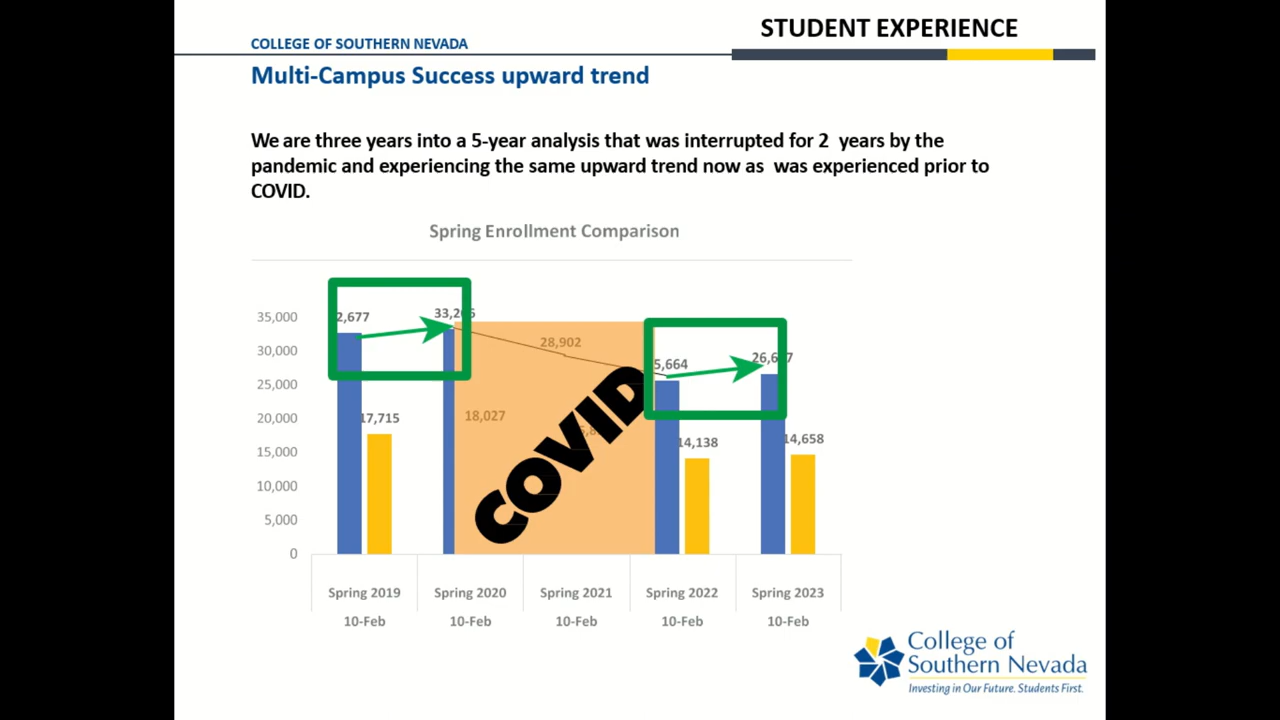 STUDENT EXPERIENCE
COLLEGE OF SOUTHERN NEVADA
Multi-Campus Success upward trend
We are three years into a 5-year analysis that was interrupted for 2 years by the
pandemic and experiencing the same upward trend now as was experienced prior to
COVID.
Spring Enrollment Comparison
35,000
30,000
25,000
20,000
15,000
10,000
5,000
0
17,715
18,027
28,902
14,138
14,658
COVID
Spring 2019 Spring 2020 Spring 2021 Spring 2022 Spring 2023
10-Feb 10-Feb 10-Feb 10-Feb 10-Feb
College of
Southern Nevada
Investing in Our Future. Students First.